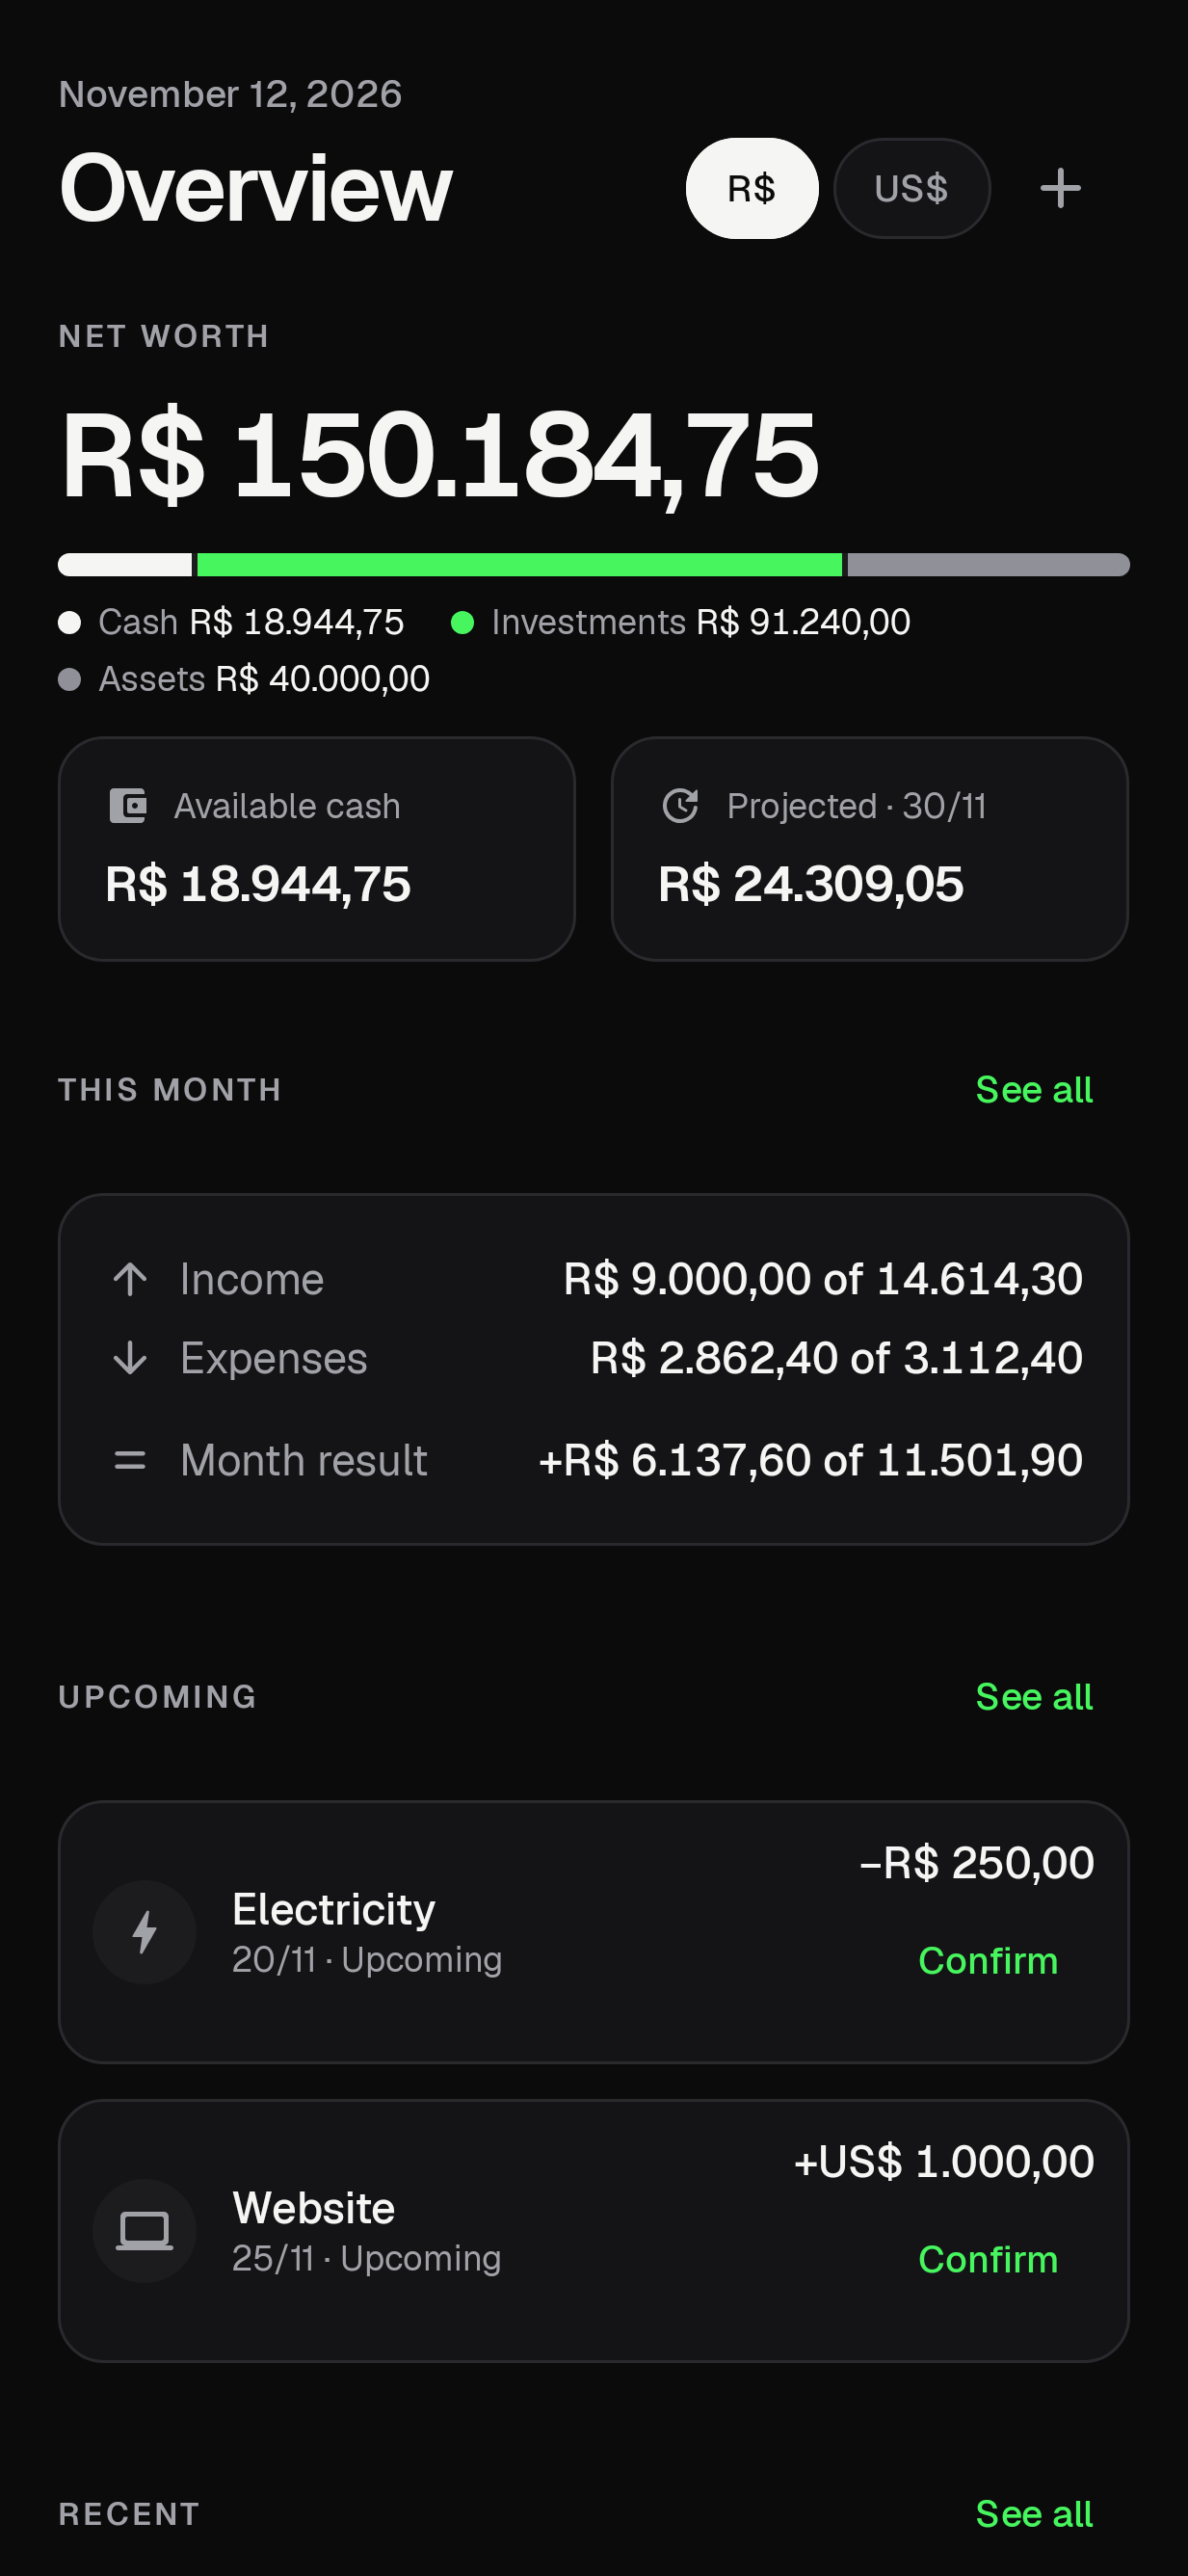 November 12, 2026
Overview
R$
US$
NET WORTH
R$ 150.184,75
Cash R$ 18.944,75
Investments R$ 91.240,00
Assets R$ 40.000,00
Available cash
R$ 18.944,75
Projected · 30/11
R$ 24.309,05
THIS MONTH
See all
Income
R$ 9.000,00 of 14.614,30
Expenses
R$ 2.862,40 of 3.112,40
Month result
+R$ 6.137,60 of 11.501,90
UPCOMING
See all
Electricity
20/11 · Upcoming
−R$ 250,00
Confirm
Website
25/11 · Upcoming
+US$ 1.000,00
Confirm
RECENT
See all